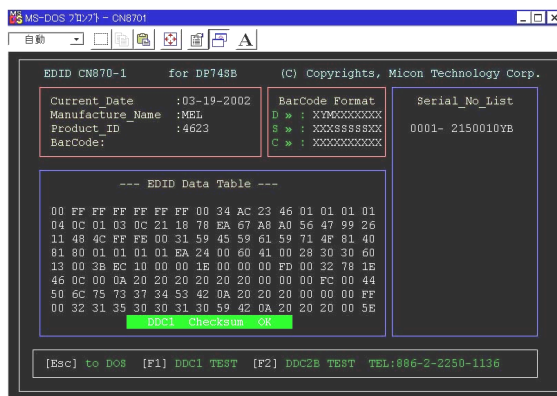 MS-DOS ﾌﾟﾛﾝﾌﾟﾄ - CN8701
自動
A
EDID CN870-1 for DP74SB (C) Copyrights, Micon Technology Corp.
Current_Date :03-19-2002
Manufacture_Name :MEL
Product_ID :4623
BarCode:
BarCode Format
D » : XYMXXXXXX
S » : XXXSSSSSXX
C » : XXXXXXXXXX
Serial_No_List
0001- 2150010YB
--- EDID Data Table ---
00 FF FF FF FF FF FF 00 34 AC 23 46 01 01 01 01
04 0C 01 03 0C 21 18 78 EA 67 A8 A0 56 47 99 26
11 48 4C FF FE 00 31 59 45 59 61 59 71 4F 81 40
81 80 01 01 01 01 EA 24 00 60 41 00 28 30 30 60
13 00 3B EC 10 00 00 1E 00 00 00 FD 00 32 78 1E
46 0C 00 0A 20 20 20 20 20 20 00 00 00 FC 00 44
50 6C 75 73 37 34 53 42 0A 20 20 00 00 00 FF
00 32 31 35 30 30 31 30 59 42 0A 20 20 20 00 5E
DDC1 Checksum OK
[Esc] to DOS [F1] DDC1 TEST [F2] DDC2B TEST TEL:886-2-2250-1136